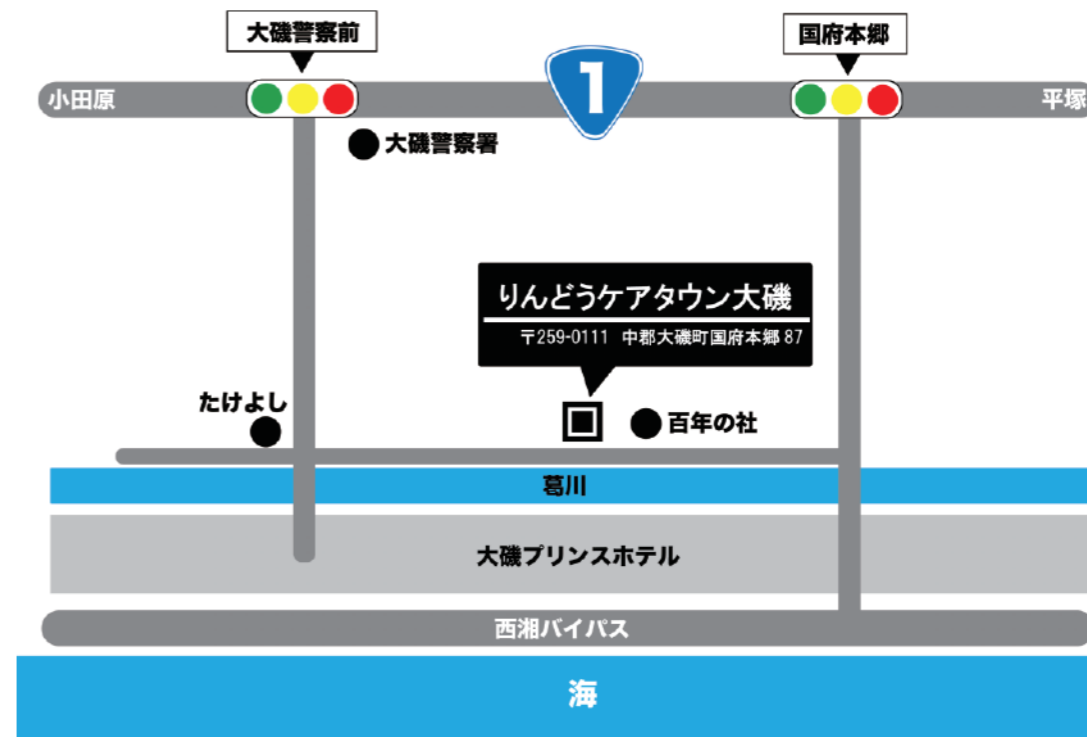 大磯警察前
国府本郷
小田原
1
平塚
大磯警察署
りんどうケアタウン大磯
〒259-0111 中郡大磯町国府本郷 87
たけよし
百年の社
葛川
大磯プリンスホテル
西湘バイパス
海